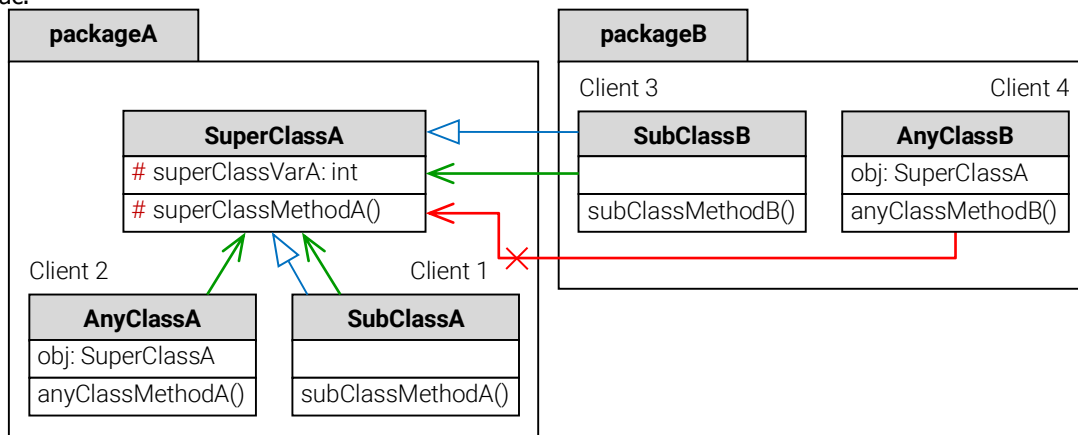 packageA
packageB
Client 3
Client 4
SuperClassA
# superClassVarA: int
# superClassMethodA()
SubClassB
subClassMethodB()
AnyClassB
obj: SuperClassA
anyClassMethodB()
Client 2
Client 1
AnyClassA
obj: SuperClassA
anyClassMethodA()
SubClassA
subClassMethodA()